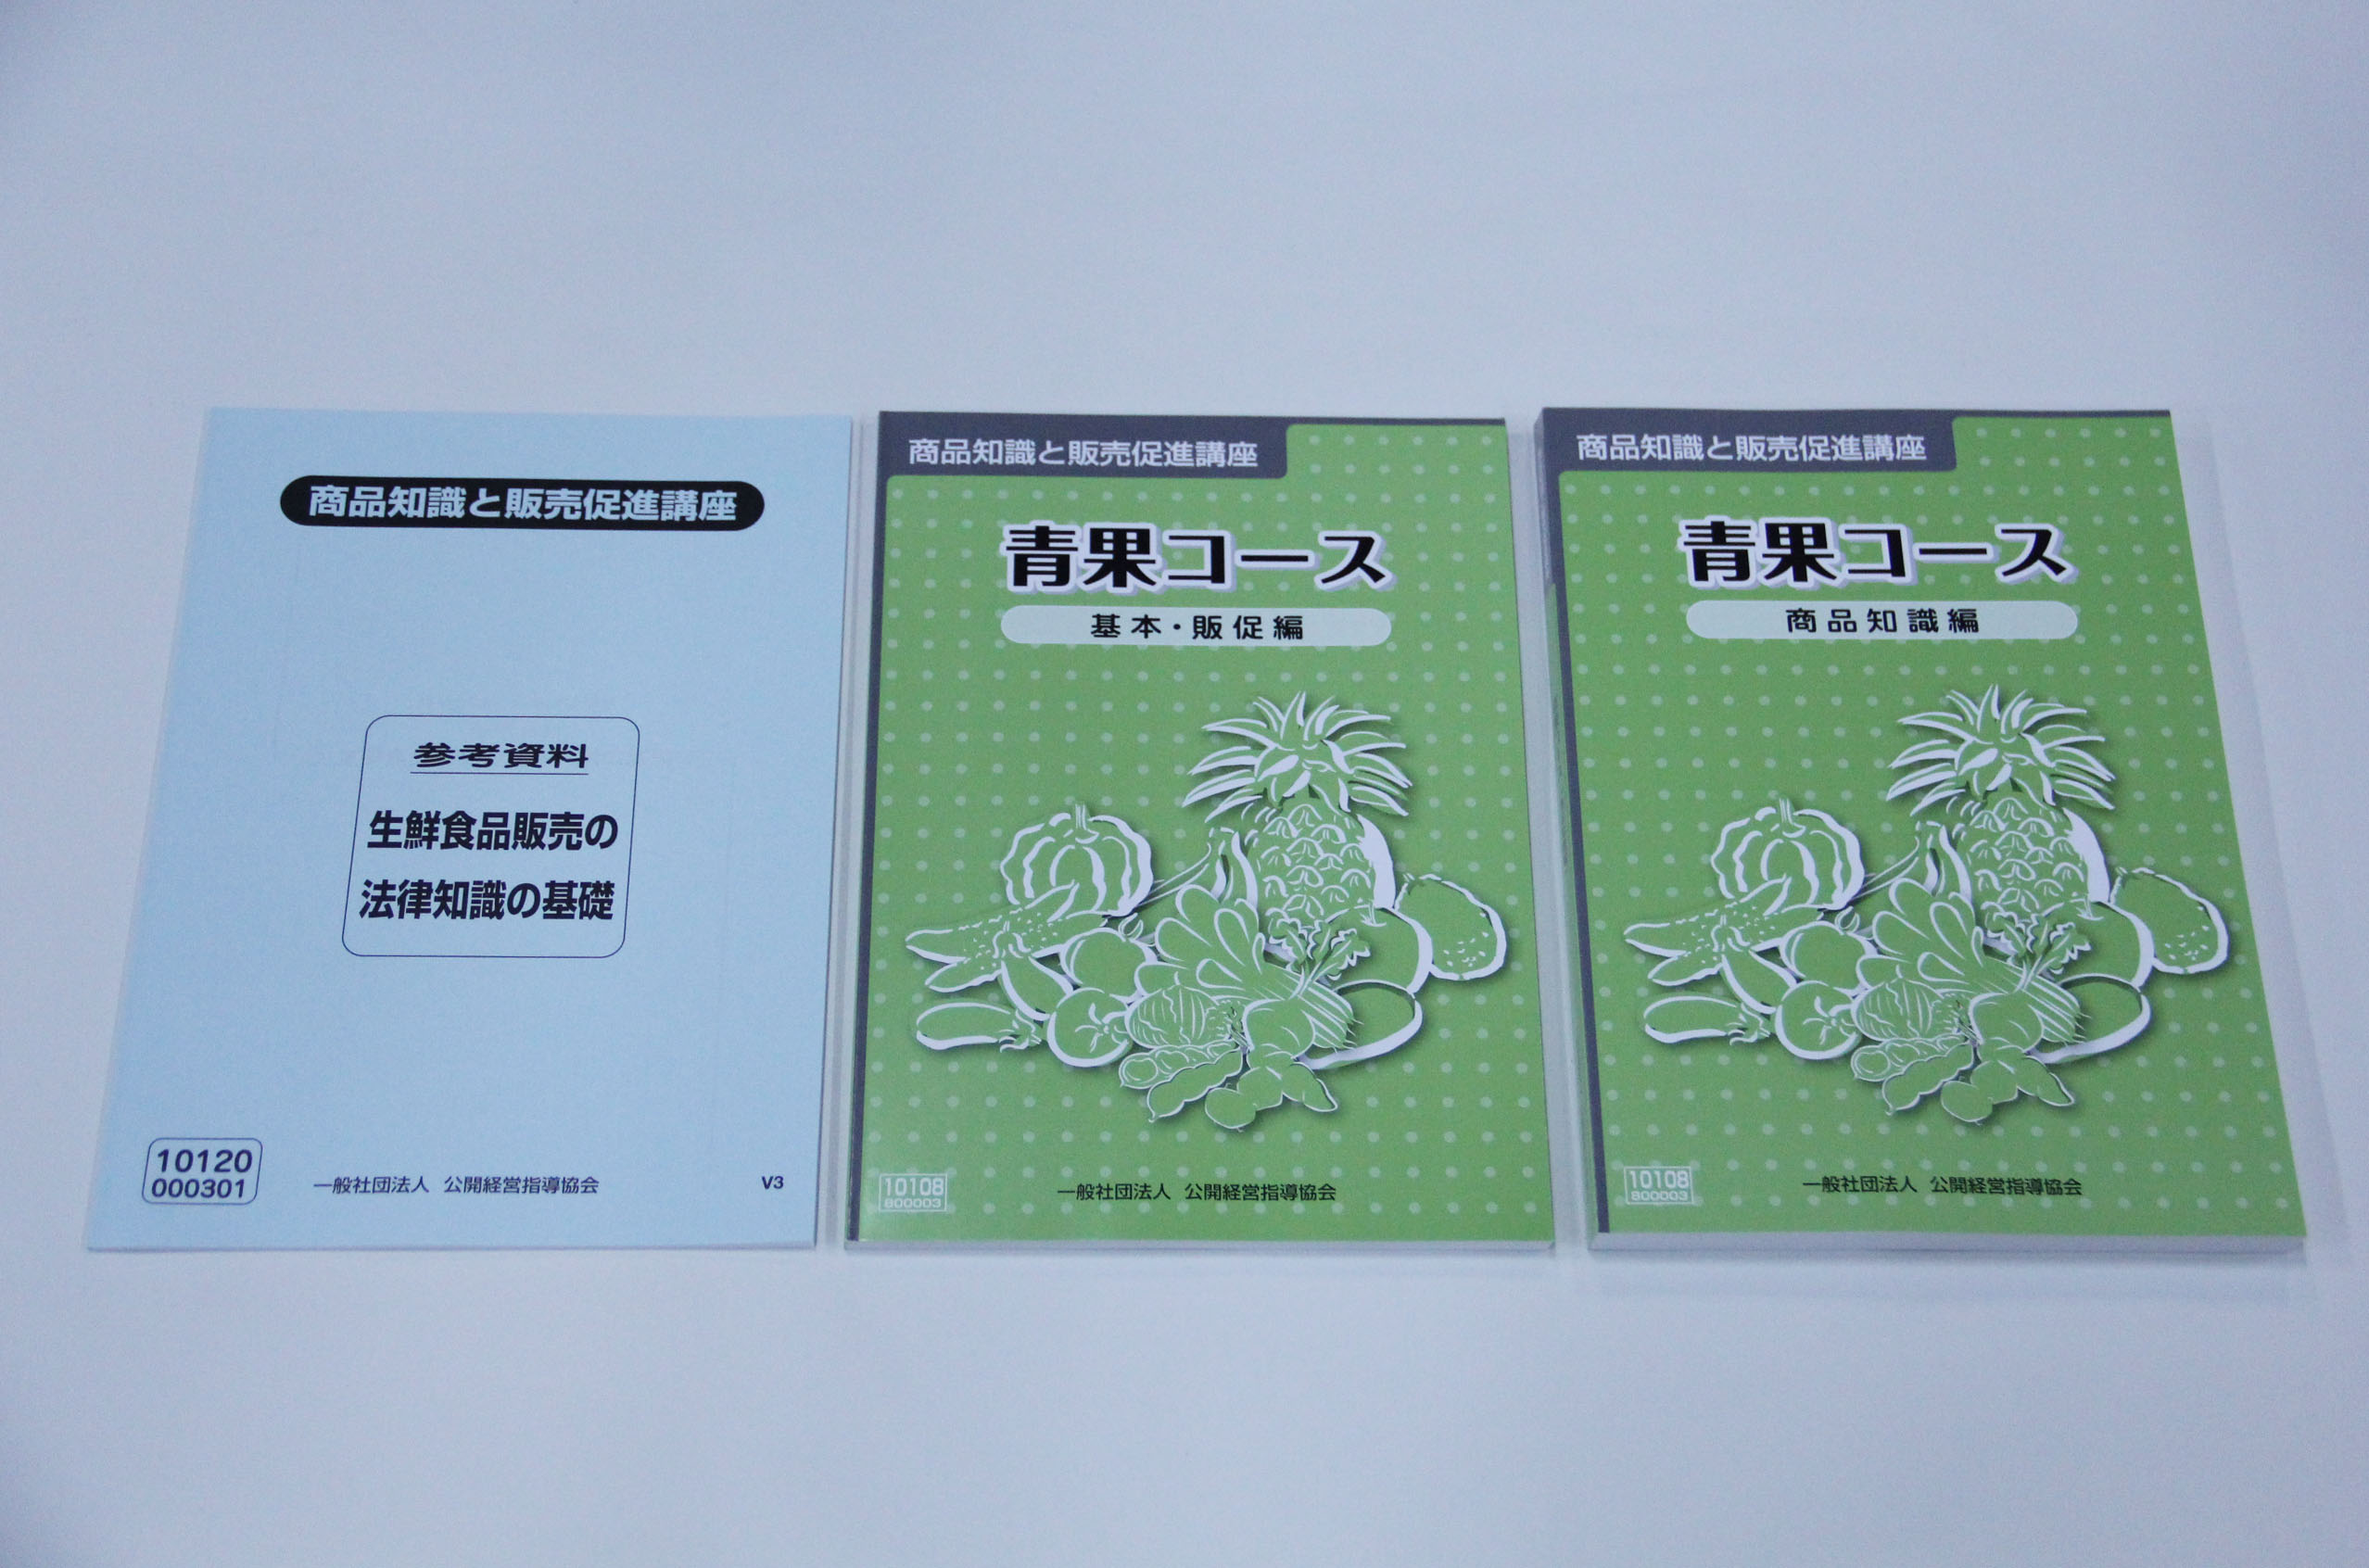 商品知識と販売促進講座
参考資料
生鮮食品販売の
法律知識の基礎
10120
000301
一般社団法人 公開経営指導協会
V3
商品知識と販売促進講座
青果コース
基本・販促編
10108
800003
一般社団法人 公開経営指導協会
商品知識と販売促進講座
青果コース
商品知識編
10108
800003
一般社団法人 公開経営指導協会